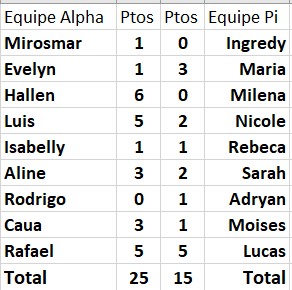 Equipe Alpha Ptos Ptos Equipe Pi
Mirosmar 1 0 Ingredy
Evelyn 1 3 Maria
Hallen 6 0 Milena
Luis 5 2 Nicole
Isabelly 1 1 Rebeca
Aline 3 2 Sarah
Rodrigo 0 1 Adryan
Caua 3 1 Moises
Rafael 5 5 Lucas
Total 25 15 Total